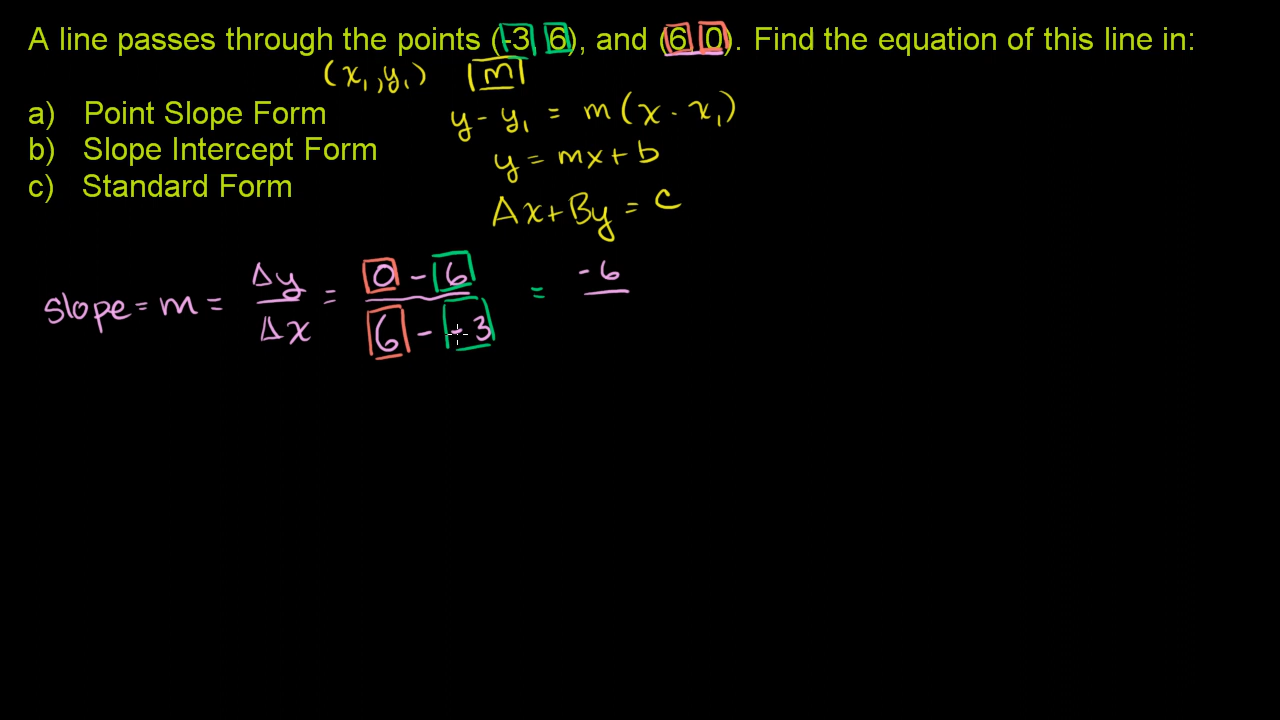 A line passes through the points (-3, 6), and (6, 0). Find the equation of this line in:
(x₁, y₁) |m|
a) Point Slope Form
y - y₁ = m(x - x₁)
b) Slope Intercept Form
y = mx + b
c) Standard Form
Ax + By = C
Slope = m = Δy/Δx = 0 - 6/6 - -3 = -6/